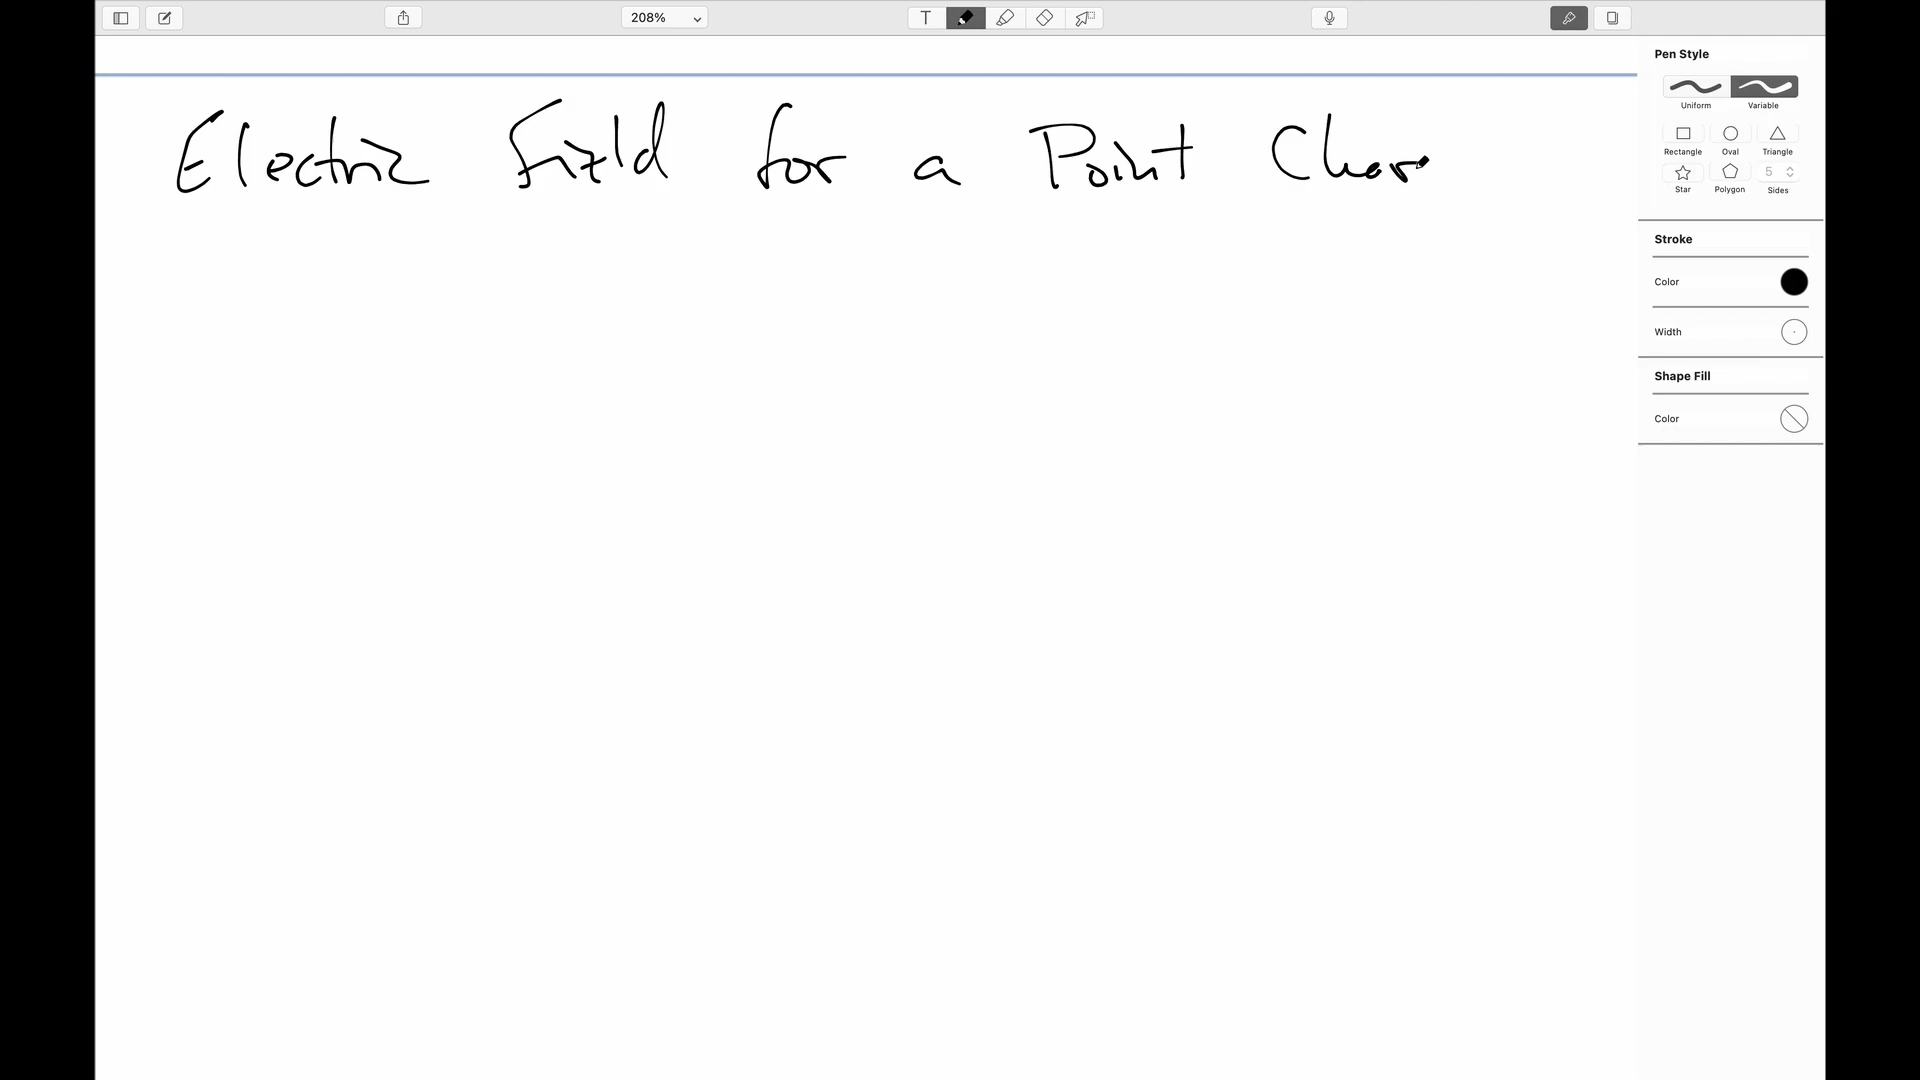 208%
T
Pen Style
Uniform Variable
Rectangle Oval Triangle
5
Star Polygon Sides
Stroke
Color
Width
Shape Fill
Color
Electric Field for a Point Char